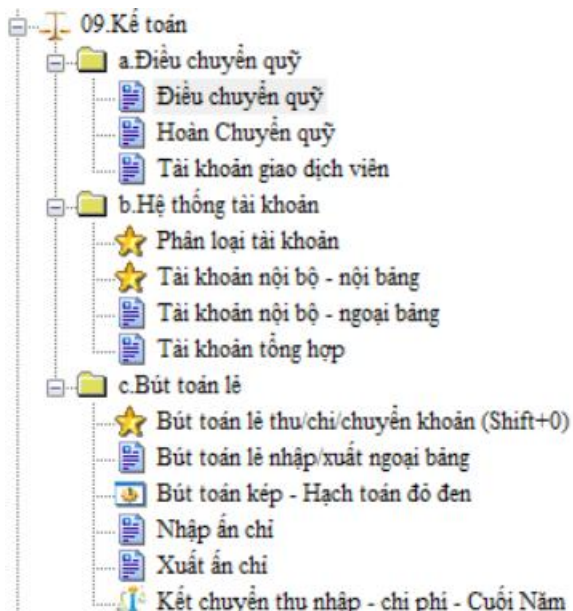 09.Kế toán
a.Điều chuyển quỹ
Điều chuyển quỹ
Hoàn Chuyển quỹ
Tài khoản giao dịch viên
b.Hệ thống tài khoản
Phân loại tài khoản
Tài khoản nội bộ - nội bảng
Tài khoản nội bộ - ngoại bảng
Tài khoản tổng hợp
c.Bút toán lẻ
Bút toán lẻ thu/chi/chuyển khoản (Shift+0)
Bút toán lẻ nhập/xuất ngoại bảng
Bút toán kép - Hạch toán đỏ đen
Nhập ấn chỉ
Xuất ấn chỉ
Kết chuyển thu nhập - chi phí - Cuối Năm